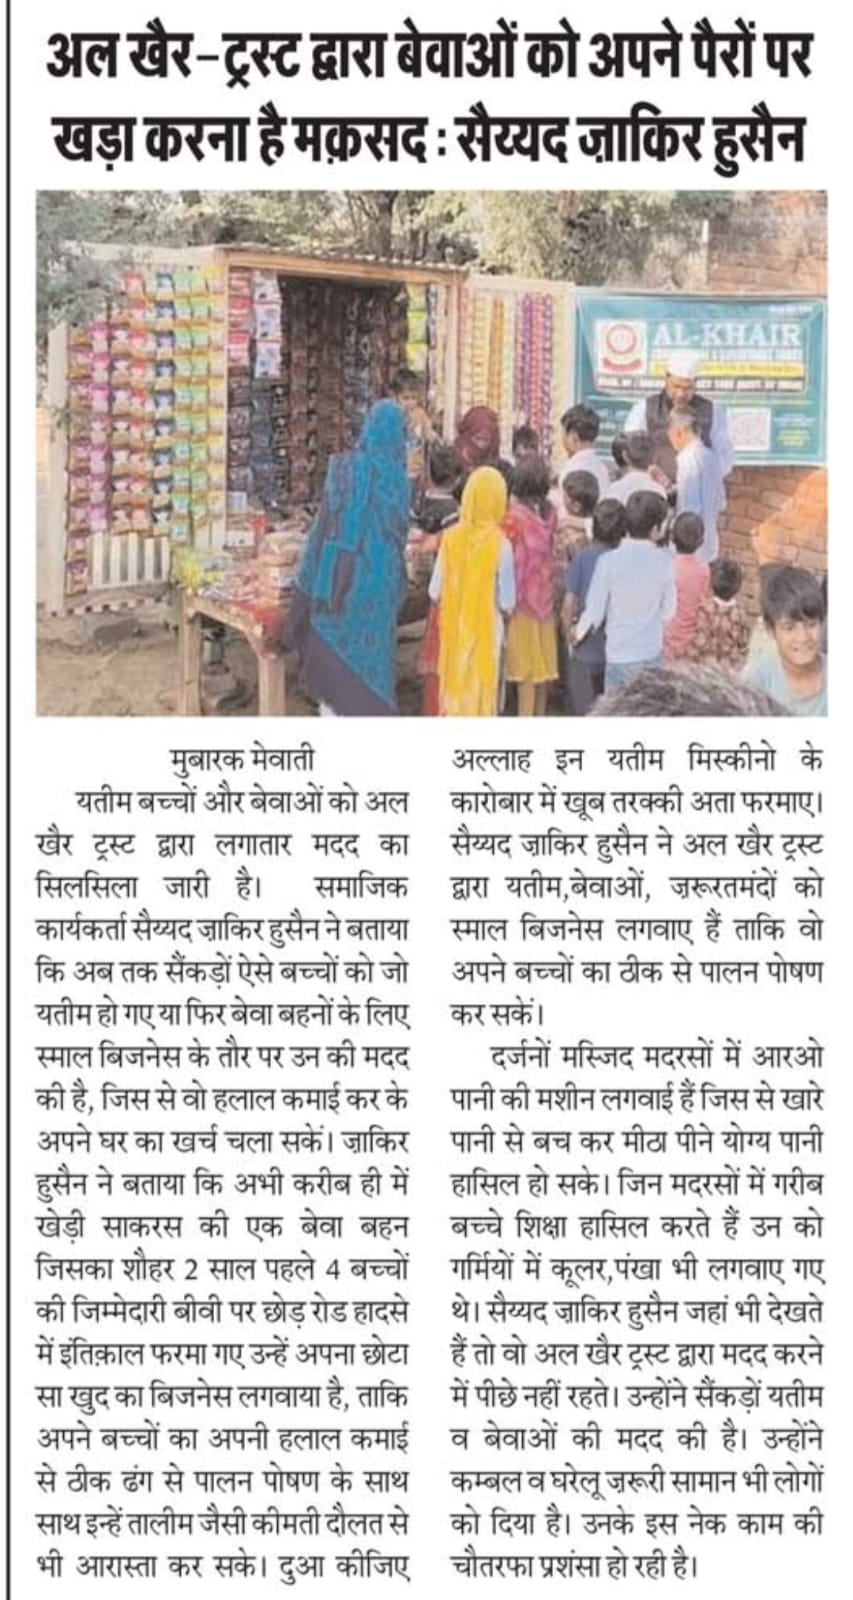 अल खैर-ट्रस्ट द्वारा बेवाओं को अपने पैरों पर
खड़ा करना है मक़सद : सैय्यद ज़ाकिर हुसैन
AL-KHAIR
मुबारक मेवाती
यतीम बच्चों और बेवाओं को अल
खैर ट्रस्ट द्वारा लगातार मदद का
सिलसिला जारी है। समाजिक
कार्यकर्ता सैय्यद ज़ाकिर हुसैन ने बताया
कि अब तक सैंकड़ों ऐसे बच्चों को जो
यतीम हो गए या फिर बेवा बहनों के लिए
स्माल बिजनेस के तौर पर उन की मदद
की है, जिस से वो हलाल कमाई कर के
अपने घर का खर्च चला सकें। ज़ाकिर
हुसैन ने बताया कि अभी करीब ही में
खेड़ी साकरस की एक बेवा बहन
जिसका शौहर 2 साल पहले 4 बच्चों
की जिम्मेदारी बीवी पर छोड़ रोड हादसे
में इंतिक़ाल फरमा गए उन्हें अपना छोटा
सा खुद का बिजनेस लगवाया है, ताकि
अपने बच्चों का अपनी हलाल कमाई
से ठीक ढंग से पालन पोषण के साथ
साथ इन्हें तालीम जैसी कीमती दौलत से
भी आरास्ता कर सके। दुआ कीजिए
अल्लाह इन यतीम मिस्कीनो के
कारोबार में खूब तरक्की अता फरमाए।
सैय्यद ज़ाकिर हुसैन ने अल खैर ट्रस्ट
द्वारा यतीम,बेवाओं, ज़रूरतमंदों को
स्माल बिजनेस लगवाए हैं ताकि वो
अपने बच्चों का ठीक से पालन पोषण
कर सकें।
दर्जनों मस्जिद मदरसों में आरओ
पानी की मशीन लगवाई हैं जिस से खारे
पानी से बच कर मीठा पीने योग्य पानी
हासिल हो सके। जिन मदरसों में गरीब
बच्चे शिक्षा हासिल करते हैं उन को
गर्मियों में कूलर,पंखा भी लगवाए गए
थे। सैय्यद ज़ाकिर हुसैन जहां भी देखते
हैं तो वो अल खैर ट्रस्ट द्वारा मदद करने
में पीछे नहीं रहते। उन्होंने सैंकड़ों यतीम
व बेवाओं की मदद की है। उन्होंने
कम्बल व घरेलू ज़रूरी सामान भी लोगों
को दिया है। उनके इस नेक काम की
चौतरफा प्रशंसा हो रही है।